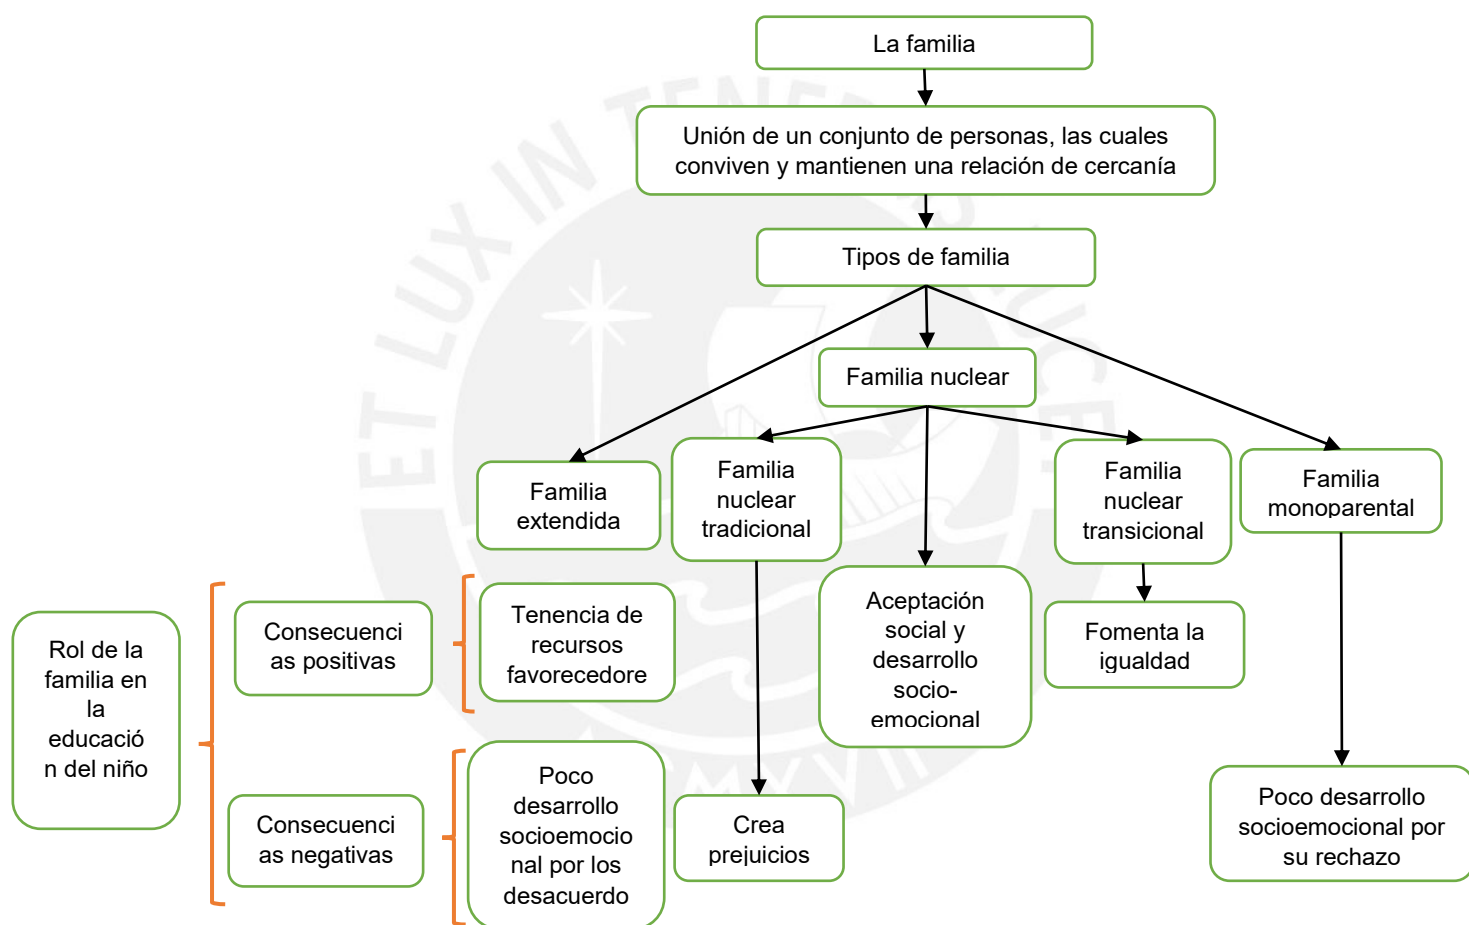 La familia
Unión de un conjunto de personas, las cuales
conviven y mantienen una relación de cercanía
Tipos de familia
Familia nuclear
Familia
extendida
Familia
nuclear
tradicional
Familia
nuclear
transicional
Familia
monoparental
Rol de la
familia en
la
educació
n del niño
Consecuenci
as positivas
Tenencia de
recursos
favorecedore
Aceptación
social y
desarrollo
socio-
emocional
Fomenta la
igualdad
Consecuenci
as negativas
Poco
desarrollo
socioemocio
nal por los
desacuerdo
Crea
prejuicios
Poco desarrollo
socioemocional por
su rechazo
ET LUX IN